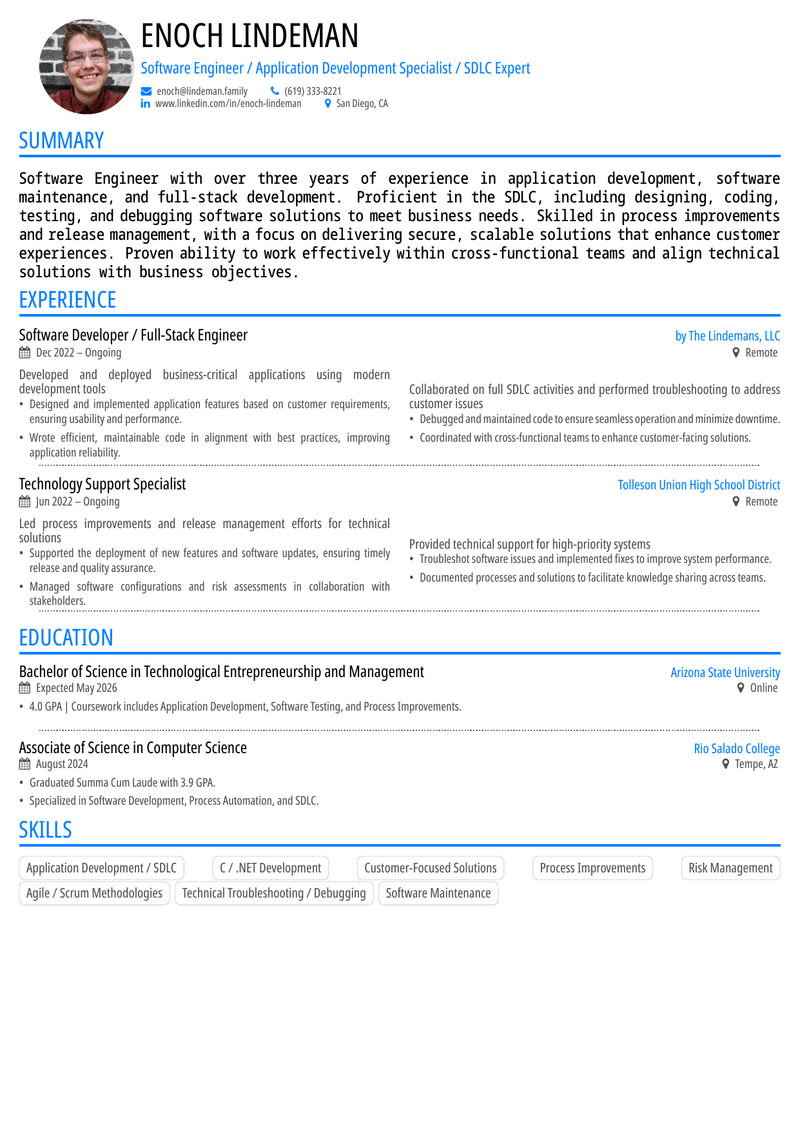 ENOCH LINDEMAN
Software Engineer / Application Development Specialist / SDLC Expert
enoch@lindeman.family (619) 333-8221
www.linkedin.com/in/enoch-lindeman San Diego, CA
SUMMARY
Software Engineer with over three years of experience in application development, software
maintenance, and full-stack development. Proficient in the SDLC, including designing, coding,
testing, and debugging software solutions to meet business needs. Skilled in process improvements
and release management, with a focus on delivering secure, scalable solutions that enhance customer
experiences. Proven ability to work effectively within cross-functional teams and align technical
solutions with business objectives.
EXPERIENCE
Software Developer / Full-Stack Engineer by The Lindemans, LLC
Dec 2022 – Ongoing Remote
Developed and deployed business-critical applications using modern
development tools
• Designed and implemented application features based on customer requirements,
ensuring usability and performance.
• Wrote efficient, maintainable code in alignment with best practices, improving
application reliability.
Collaborated on full SDLC activities and performed troubleshooting to address
customer issues
• Debugged and maintained code to ensure seamless operation and minimize downtime.
• Coordinated with cross-functional teams to enhance customer-facing solutions.
Technology Support Specialist Tolleson Union High School District
Jun 2022 – Ongoing Remote
Led process improvements and release management efforts for technical
solutions
• Supported the deployment of new features and software updates, ensuring timely
release and quality assurance.
• Managed software configurations and risk assessments in collaboration with
stakeholders.
Provided technical support for high-priority systems
• Troubleshot software issues and implemented fixes to improve system performance.
• Documented processes and solutions to facilitate knowledge sharing across teams.
EDUCATION
Bachelor of Science in Technological Entrepreneurship and Management Arizona State University
Expected May 2026 Online
• 4.0 GPA | Coursework includes Application Development, Software Testing, and Process Improvements.
Associate of Science in Computer Science Rio Salado College
August 2024 Tempe, AZ
• Graduated Summa Cum Laude with 3.9 GPA.
• Specialized in Software Development, Process Automation, and SDLC.
SKILLS
Application Development / SDLC C / .NET Development Customer-Focused Solutions Process Improvements Risk Management
Agile / Scrum Methodologies Technical Troubleshooting / Debugging Software Maintenance